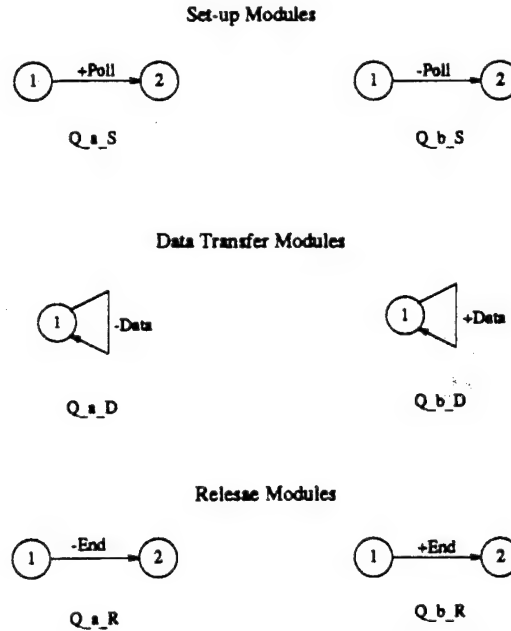 Set-up Modules
1 +Poll 2
1 -Poll 2
Q_a_S
Q_b_S
Data Transfer Modules
1 -Data
1 +Data
Q_a_D
Q_b_D
Relesae Modules
1 -End 2
1 +End 2
Q_a_R
Q_b_R